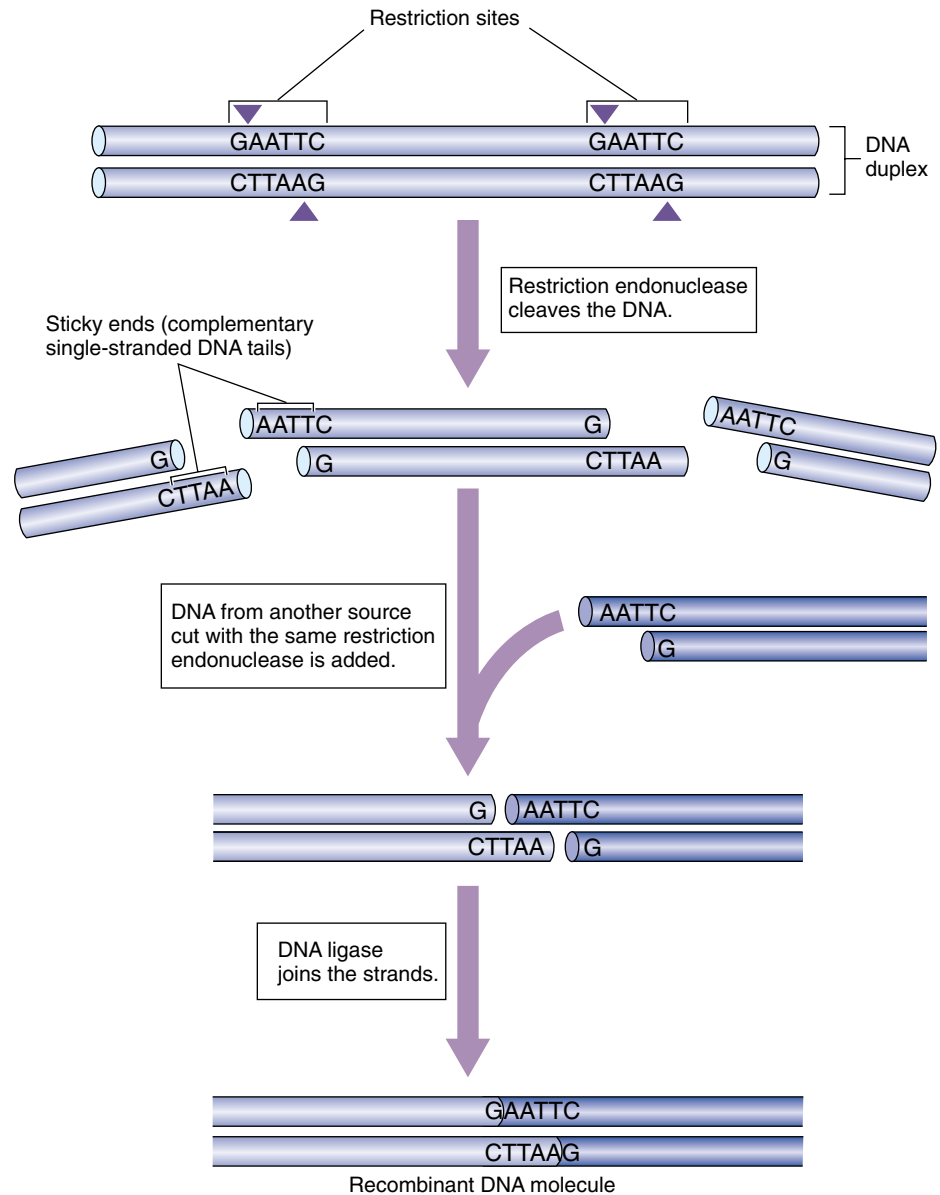 Restriction sites
GAATTC GAATTC
CTTAAG CTTAAG
DNA
duplex
Restriction endonuclease
cleaves the DNA.
Sticky ends (complementary
single-stranded DNA tails)
AATTC G
G CTTAA
G
CTTAA
AATTC
G
DNA from another source
cut with the same restriction
endonuclease is added.
AATTC
G
G AATTC
CTTAA G
DNA ligase
joins the strands.
GAATTC
CTTAAG
Recombinant DNA molecule